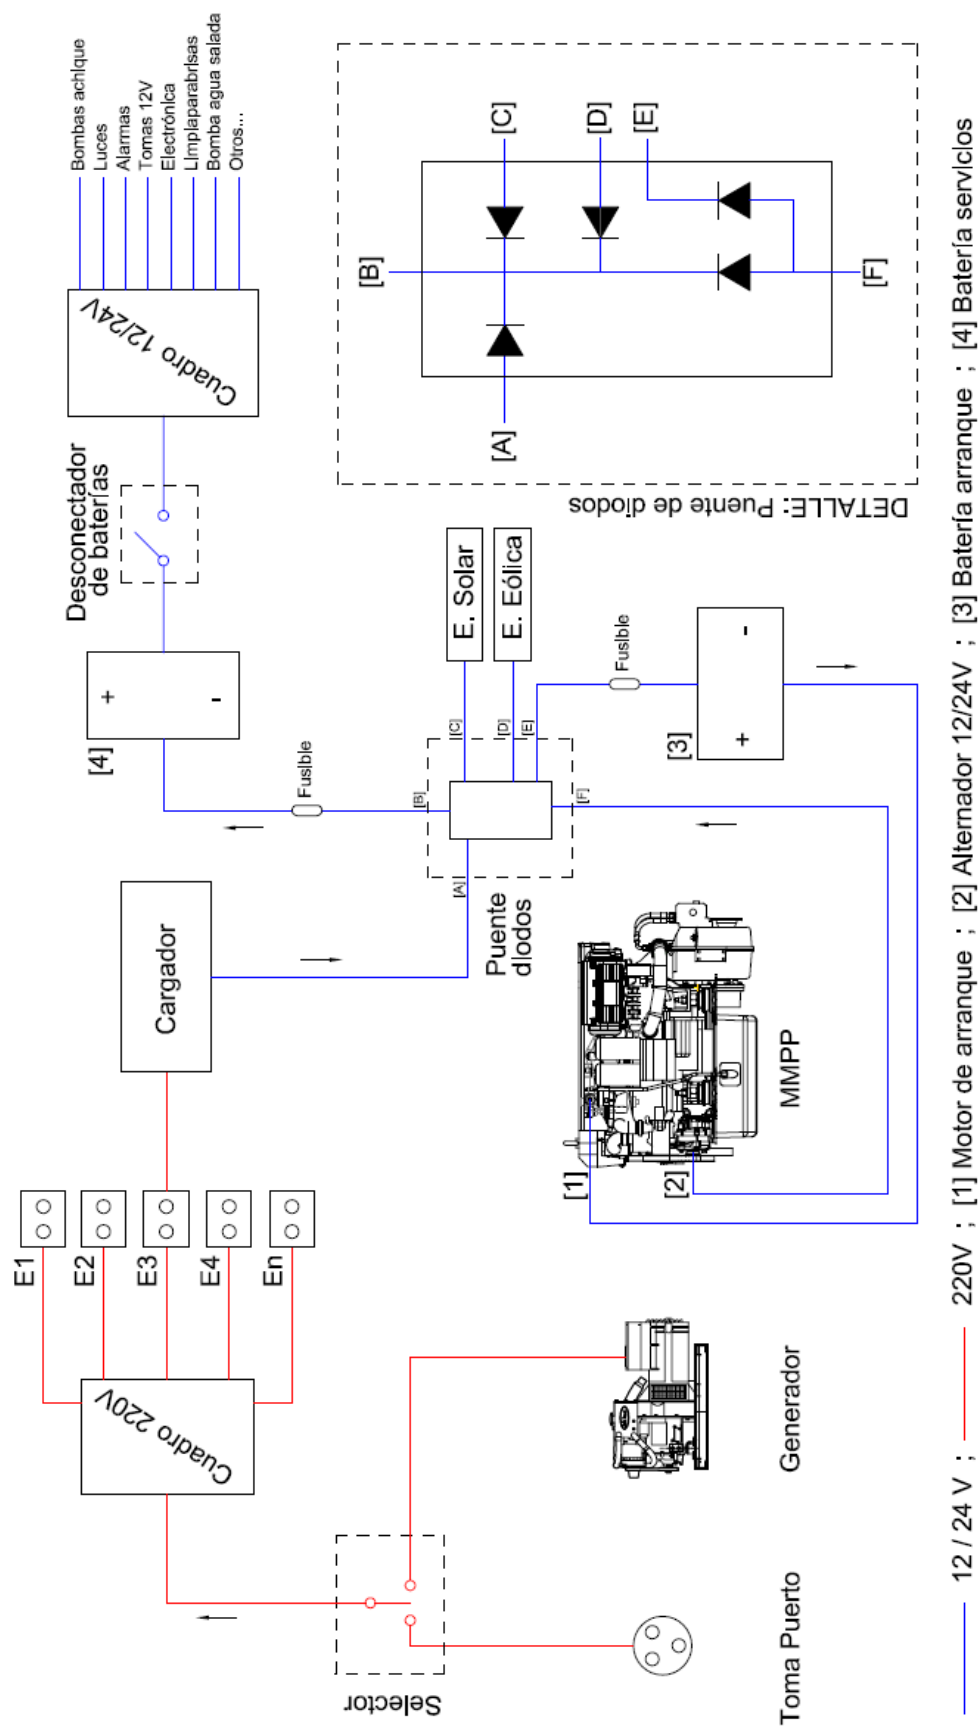 Bombas achique
Luces
Alarmas
Tomas 12V
Electrónica
Limpiaparabrisas
Bomba agua salada
Otros...
Cuadro 12/24V
Desconectador
de baterías
+
-
[4]
Fusible
Cargador
E1
E2
E3
E4
En
Cuadro 220V
Selector
Toma Puerto
Generador
MMPP
[1]
[2]
Puente
diodos
[A]
[B]
[C]
[D]
[E]
[F]
E. Solar
E. Eólica
Fusible
[3]
+
-
DETALLE: Puente de diodos
[A]
[B]
[C]
[D]
[E]
[F]
12 / 24 V ; 220V ; [1] Motor de arranque ; [2] Alternador 12/24V ; [3] Batería arranque ; [4] Batería servicios